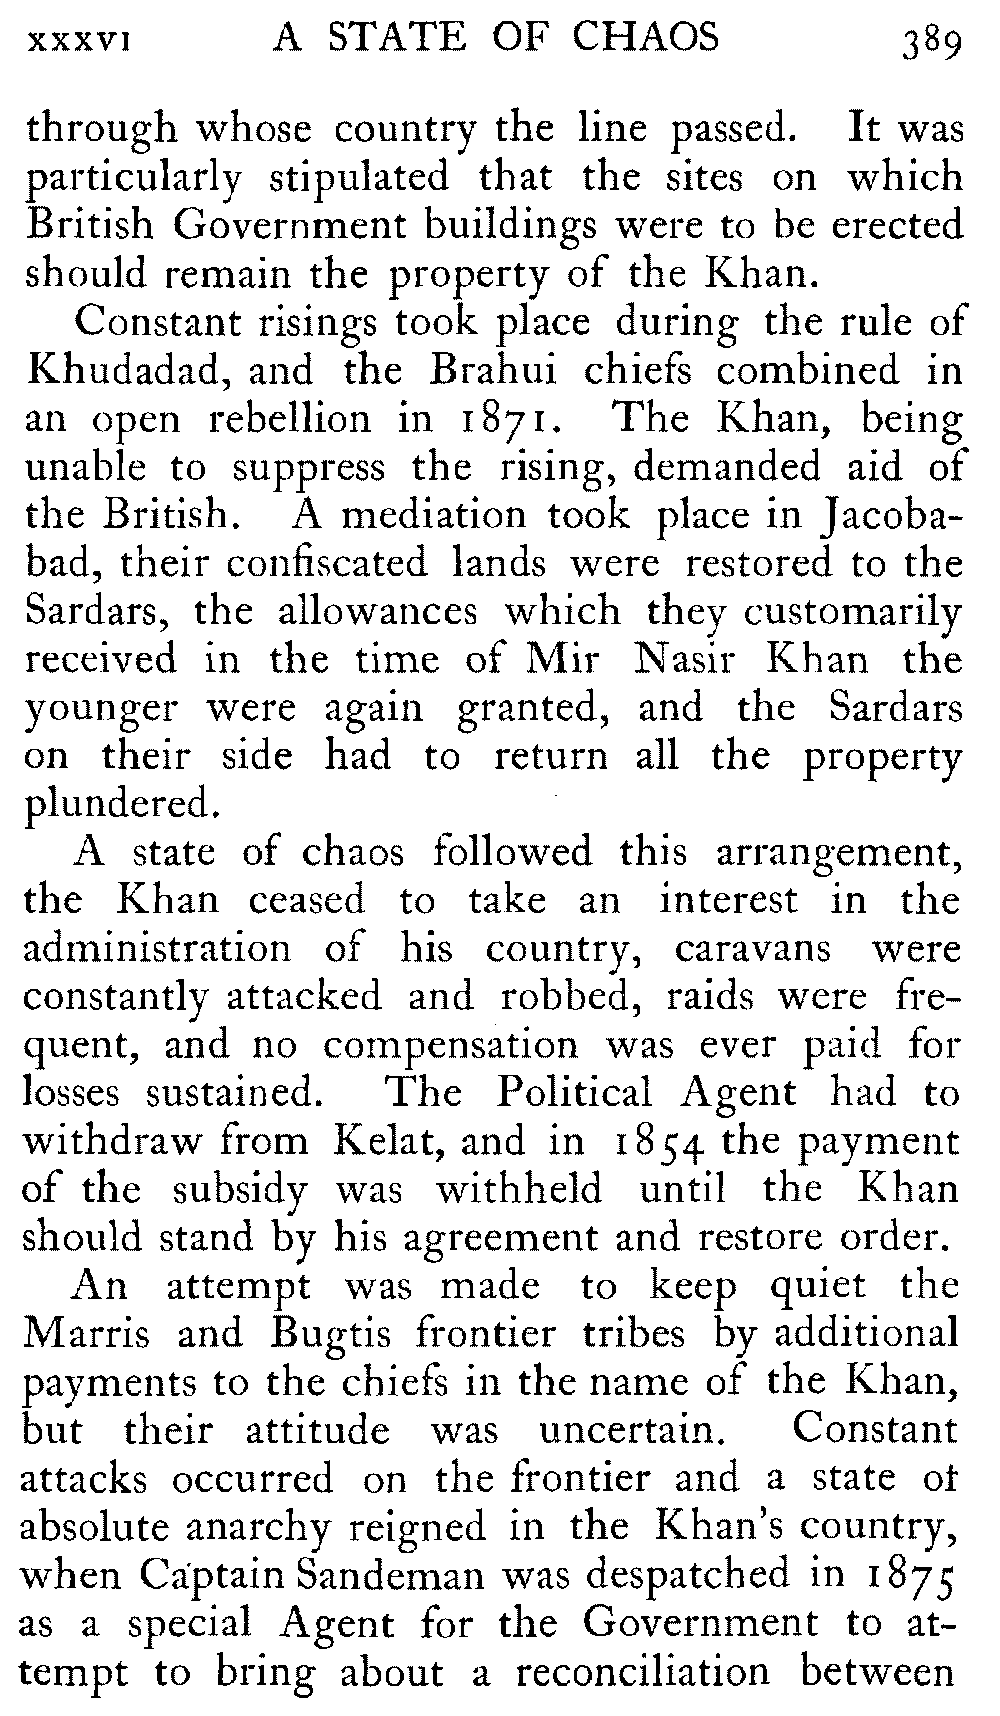 xxxvi A STATE OF CHAOS 389
through whose country the line passed. It was
particularly stipulated that the sites on which
British Government buildings were to be erected
should remain the property of the Khan.
Constant risings took place during the rule of
Khudadad, and the Brahui chiefs combined in
an open rebellion in 1871. The Khan, being
unable to suppress the rising, demanded aid of
the British. A mediation took place in Jacoba-
bad, their confiscated lands were restored to the
Sardars, the allowances which they customarily
received in the time of Mir Nasir Khan the
younger were again granted, and the Sardars
on their side had to return all the property
plundered.
A state of chaos followed this arrangement,
the Khan ceased to take an interest in the
administration of his country, caravans were
constantly attacked and robbed, raids were fre-
quent, and no compensation was ever paid for
losses sustained. The Political Agent had to
withdraw from Kelat, and in 1854 the payment
of the subsidy was withheld until the Khan
should stand by his agreement and restore order.
An attempt was made to keep quiet the
Marris and Bugtis frontier tribes by additional
payments to the chiefs in the name of the Khan,
but their attitude was uncertain. Constant
attacks occurred on the frontier and a state of
absolute anarchy reigned in the Khan's country,
when Captain Sandeman was despatched in 1875
as a special Agent for the Government to at-
tempt to bring about a reconciliation between